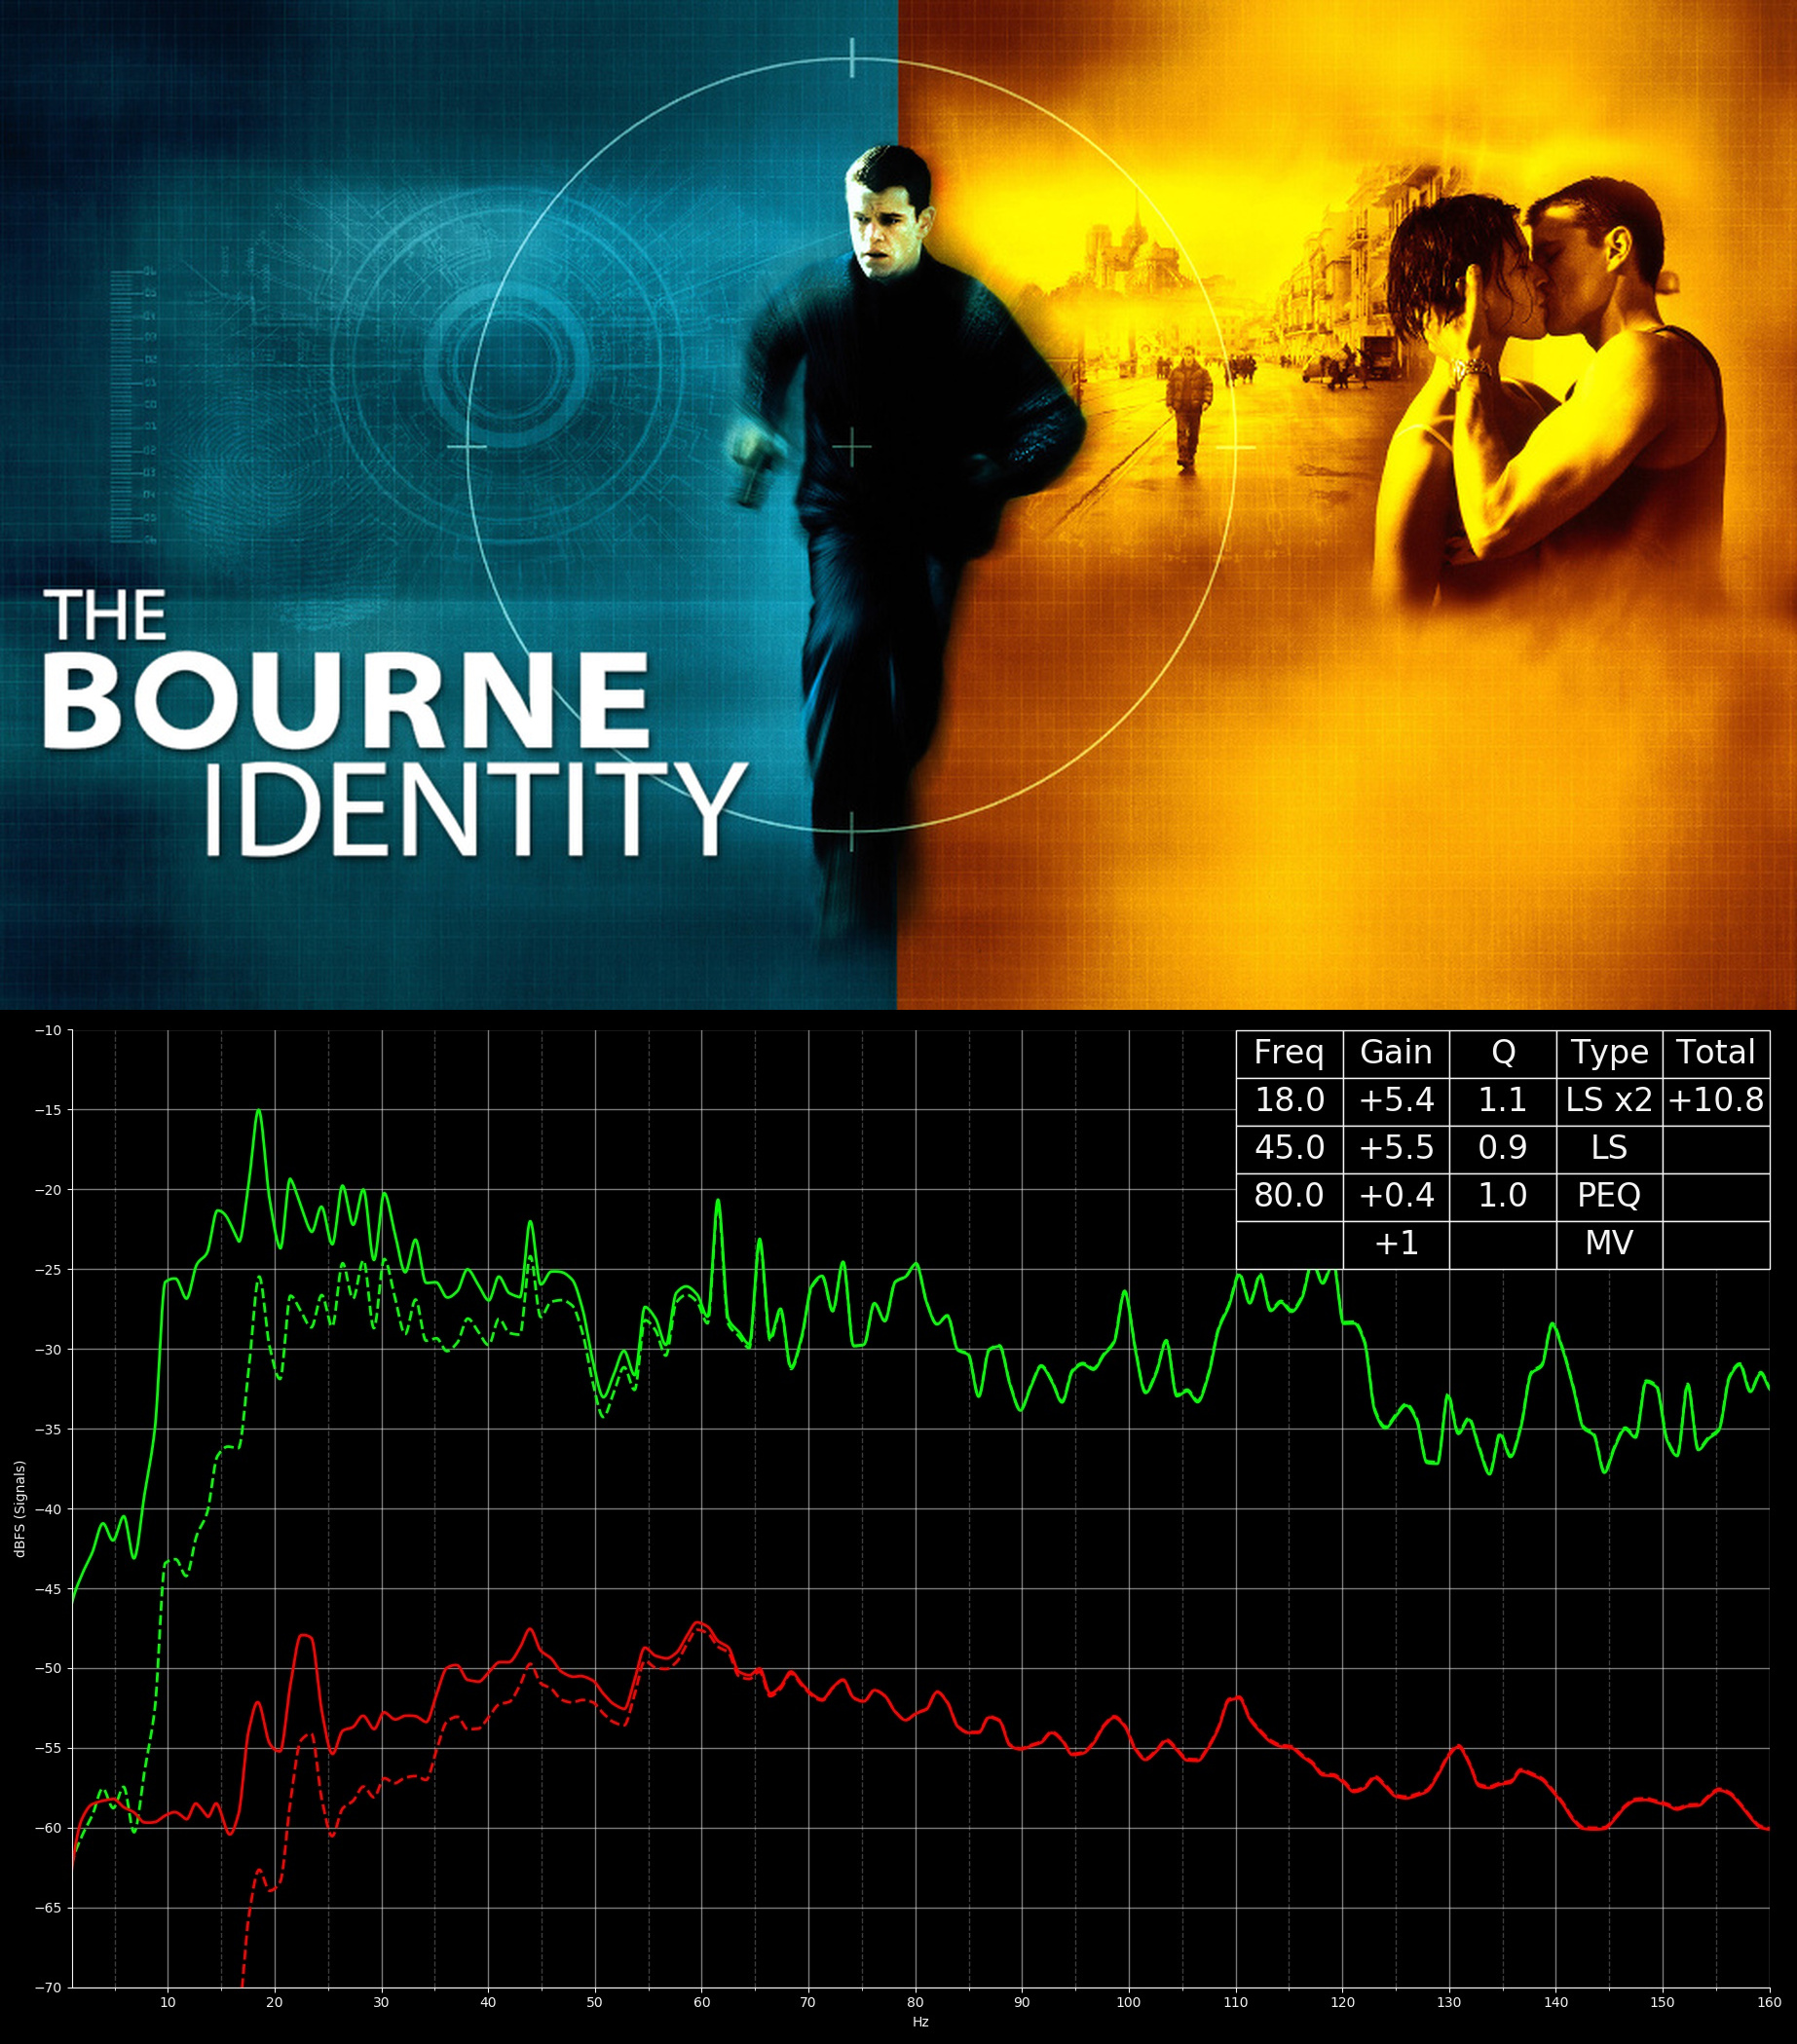 THE
BOURNE
IDENTITY
Freq Gain Q Type Total
18.0 +5.4 1.1 LS x2 +10.8
45.0 +5.5 0.9 LS
80.0 +0.4 1.0 PEQ
+1 MV
−10
−15
−20
−25
−30
−35
−40
−45
−50
−55
−60
−65
−70
dBFS (Signals)
10 20 30 40 50 60 70 80 90 100 110 120 130 140 150 160
Hz